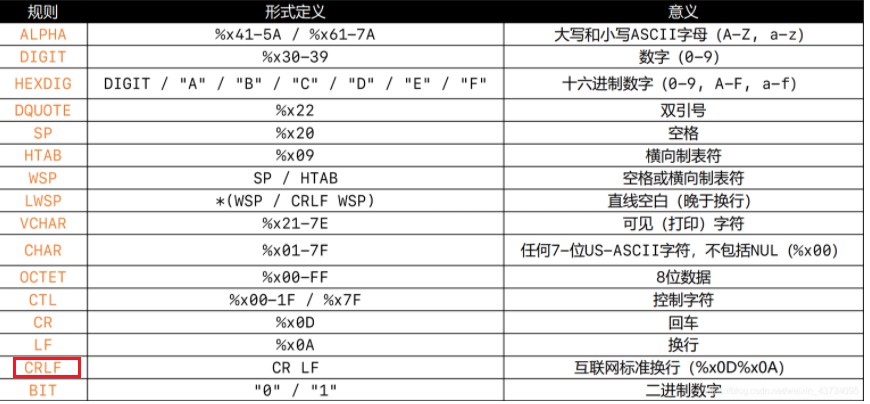 规则 形式定义 意义
ALPHA %x41-5A / %x61-7A 大写和小写ASCII字母 (A-Z, a-z)
DIGIT %x30-39 数字 (0-9)
HEXDIG DIGIT / "A" / "B" / "C" / "D" / "E" / "F" 十六进制数字 (0-9, A-F, a-f)
DQUOTE %x22 双引号
SP %x20 空格
HTAB %x09 横向制表符
WSP SP / HTAB 空格或横向制表符
LWSP *(WSP / CRLF WSP) 直线空白 (晚于换行)
VCHAR %x21-7E 可见 (打印) 字符
CHAR %x01-7F 任何7-位US-ASCII字符, 不包括NUL (%x00)
OCTET %x00-FF 8位数据
CTL %x00-1F / %x7F 控制字符
CR %x0D 回车
LF %x0A 换行
CRLF CR LF 互联网标准换行 (%x0D%x0A)
BIT "0" / "1" 二进制数字